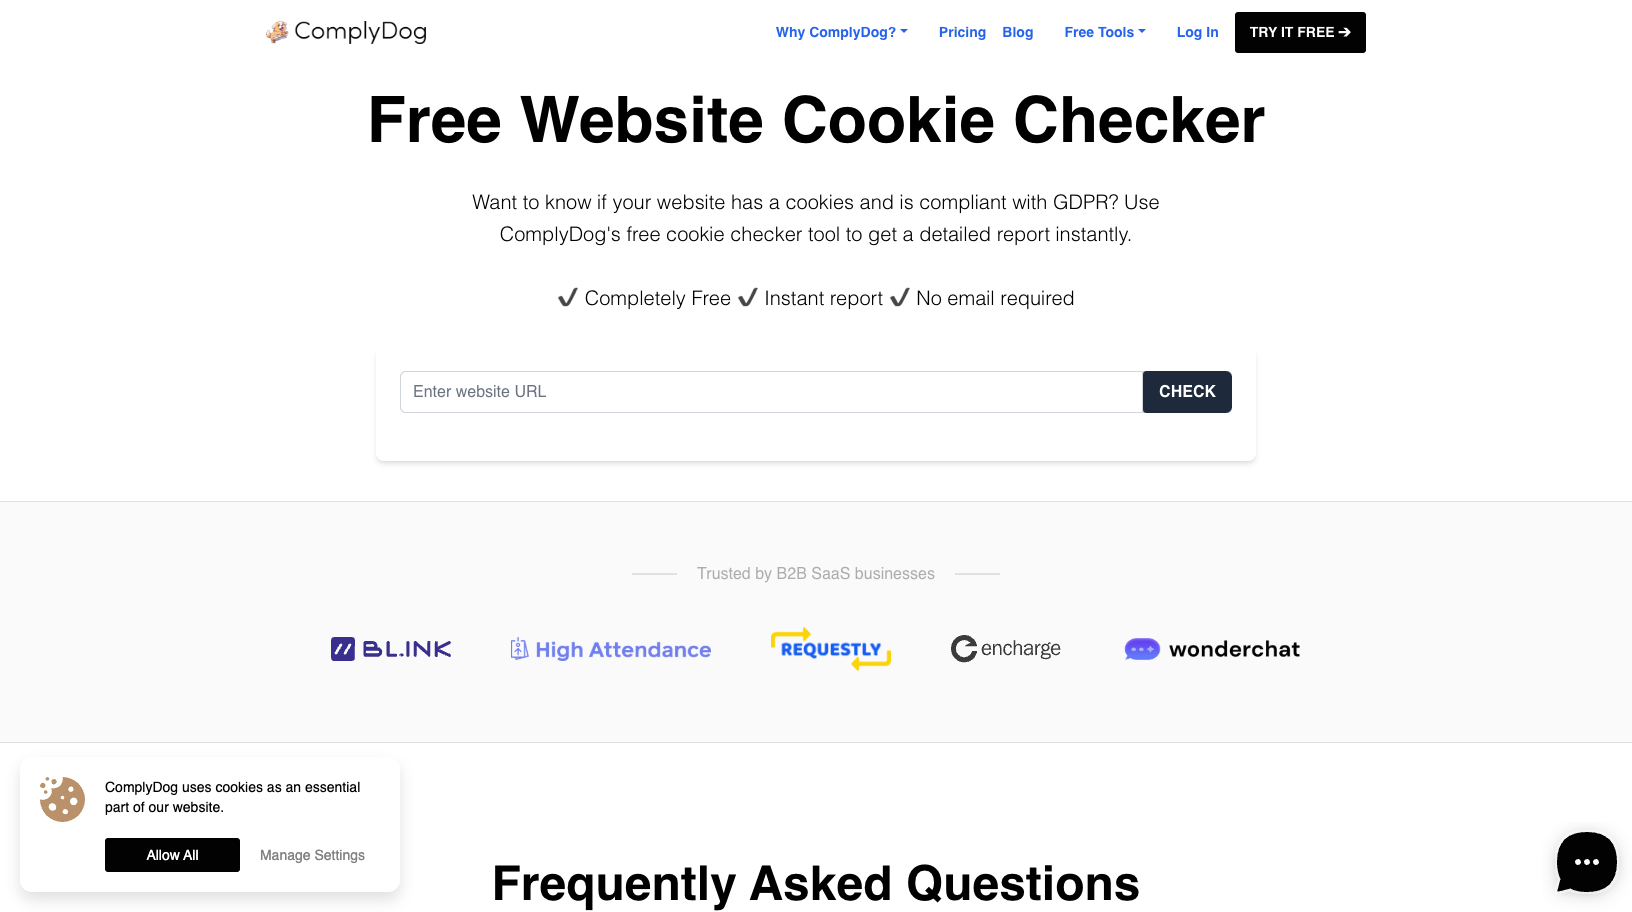 ComplyDog
Why ComplyDog?
Pricing
Blog
Free Tools
Log In
TRY IT FREE ➔
Free Website Cookie Checker
Want to know if your website has a cookies and is compliant with GDPR? Use
ComplyDog's free cookie checker tool to get a detailed report instantly.
✔ Completely Free ✔ Instant report ✔ No email required
Enter website URL
CHECK
Trusted by B2B SaaS businesses
BL.INK
High Attendance
REQUESTLY
encharge
wonderchat
ComplyDog uses cookies as an essential
part of our website.
Allow All
Manage Settings
Frequently Asked Questions